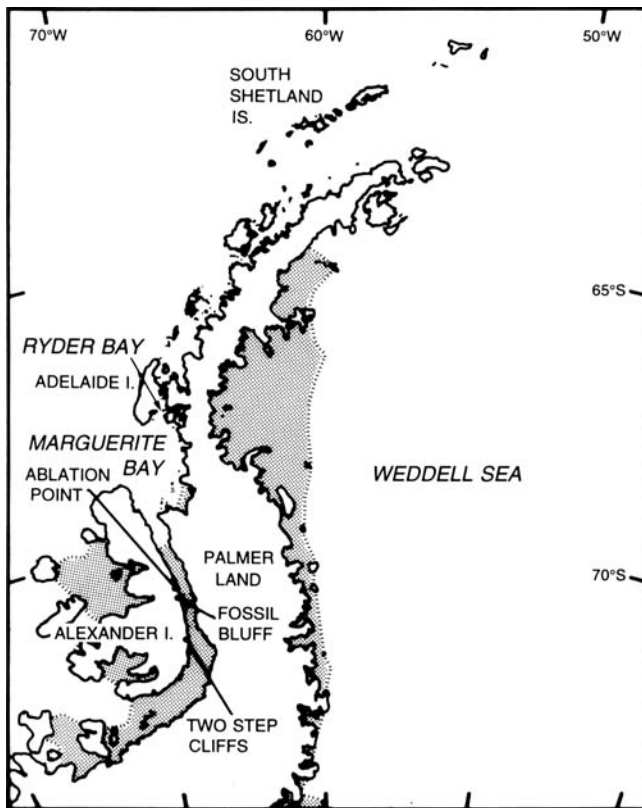 70°W
60°W
50°W
SOUTH
SHETLAND
IS.
65°S
RYDER BAY
ADELAIDE I.
MARGUERITE
BAY
ABLATION
POINT
WEDDELL SEA
PALMER
LAND
70°S
FOSSIL
BLUFF
ALEXANDER I.
TWO STEP
CLIFFS